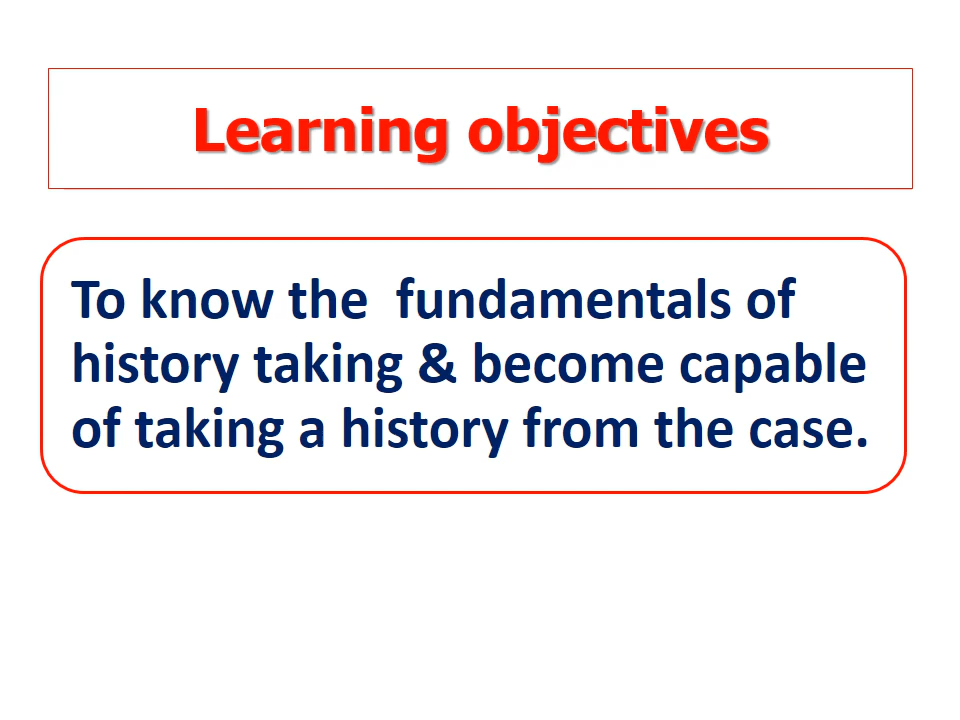 Learning objectives
To know the  fundamentals of
history taking & become capable
of taking a history from the case.